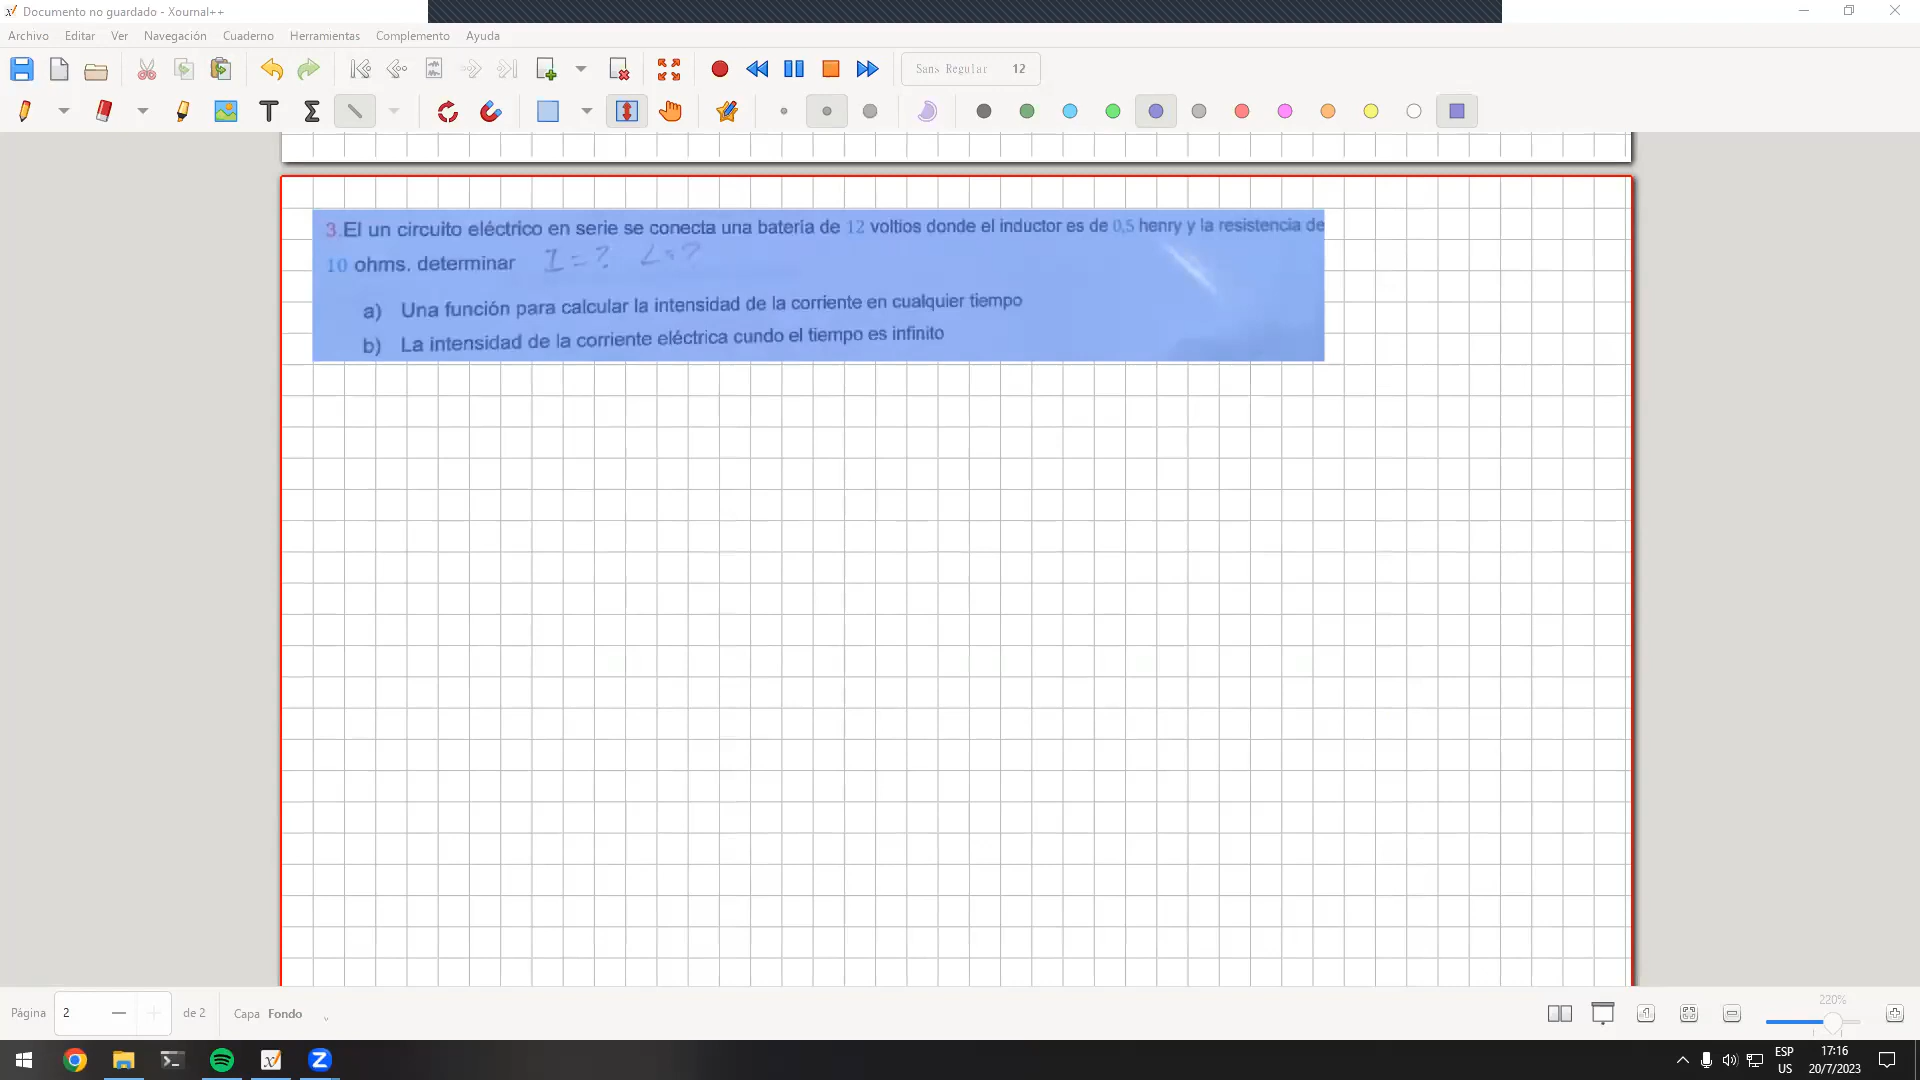 Documento no guardado - Xournal++
Archivo Editar Ver Navegación Cuaderno Herramientas Complemento Ayuda
Sans Regular 12
3.El un circuito eléctrico en serie se conecta una batería de 12 voltios donde el inductor es de 0,5 henry y la resistencia de
10 ohms. determinar I = ? L = ?
a) Una función para calcular la intensidad de la corriente en cualquier tiempo
b) La intensidad de la corriente eléctrica cundo el tiempo es infinito
Página 2 de 2 Capa Fondo
220%
ESP
US
17:16
20/7/2023